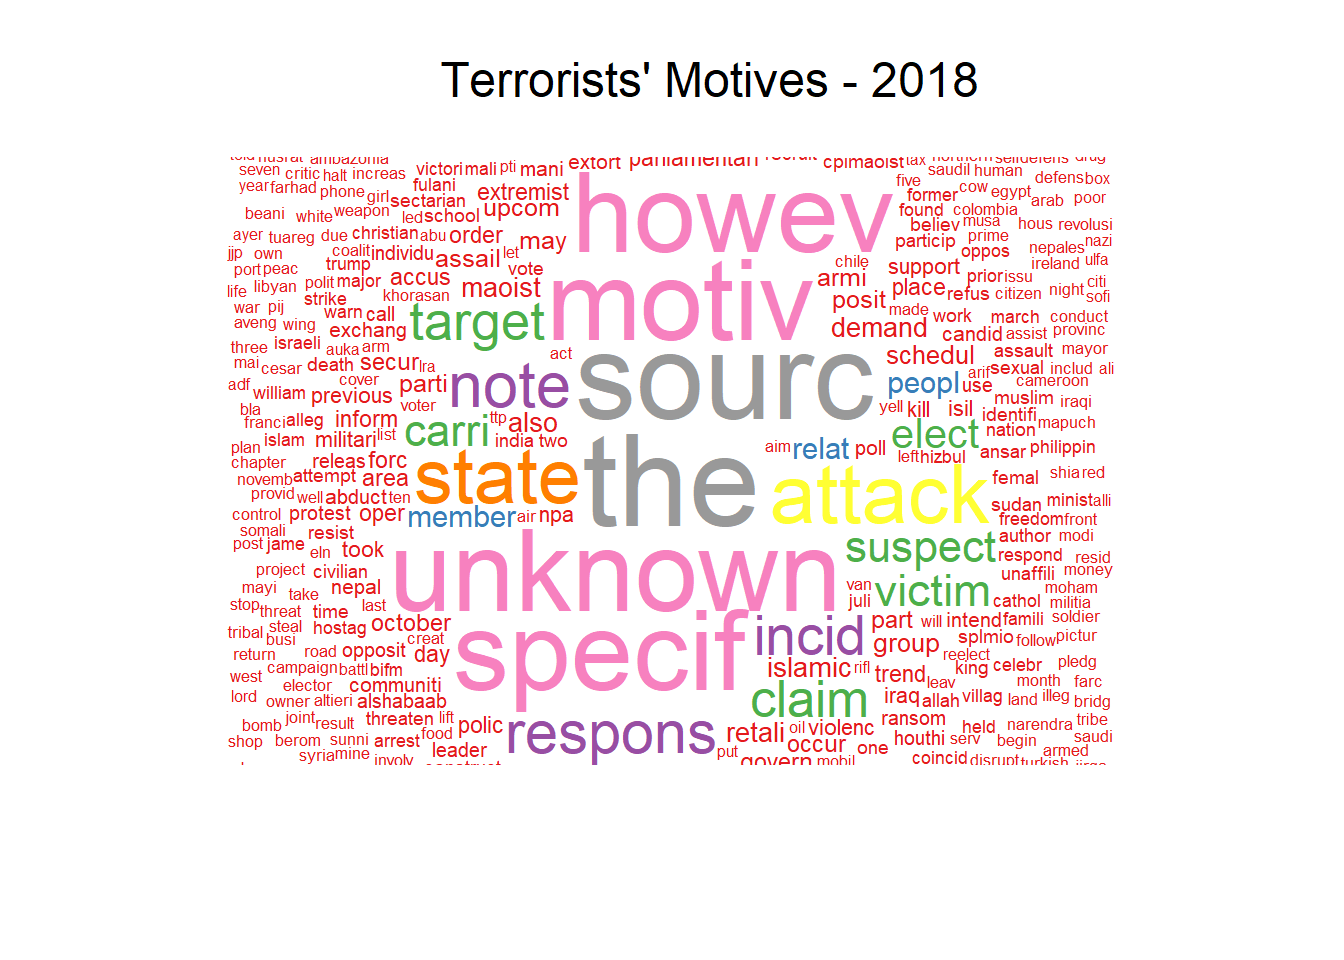 Terrorists' Motives - 2018
seven critic halt increas victori mali pti mani extort parliamentari cpimaoist tax selfdefens drug
year farhad phone girl fulani sectarian extremist howev five former cow saudil human egypt defens box arab poor
beani white weapon led school upcom found colombia hous revolusi
ayer tuareg due christian abu order may believ musa prime nazi
jjp own coalit individu assail let particip oppos nepales
port peac trump vote motiv chile armi support prior issu ireland ulfa
life libyan polit major accus maoist posit place refus citizen night citi sofi
war pij strike khorasan target made work march conduct
aveng wing warn call exchang demand candid assist provinc
three israeli auka arm act sourc schedul assault mayor
mal cesar death secur lra arif sexual includ ali
adf william cover previous parti note peopl use muslim cameroon iraqi
bla franci alleg inform voter ttp also yell kill isil identifi mapuch
plan islam militari list carri india two aim relat poll elect nation philippin
chapter releas forc state the left hizbul ansar
novemb attempt area attack femal shia red
provid well abduct ten sudan minist alli
control protest oper member air npa freedom front
somali resist suspect author modi
post jame eln took unknown respond resid
project civilian unaffili money
mayi take nepal van victim moham
stop threat time last juli cathol militia
tribal steal hostag october specif incid part will intend famili soldier
busi creat splmio follow pictur
return road opposit day group reelect
west campaign battl bifm islamic rifl trend king celebr pledg
elector communiti leav month farc
lord owner altieri alshabaab claim iraq allah villag land illeg bridg
bomb joint result threaten lift polic respons retali oil violenc ransom held narendra tribe
shop berom sunni arrest food put occur one houthi serv begin saudi
syria mine involv leader govern mobil coincid disrupt turkish armed